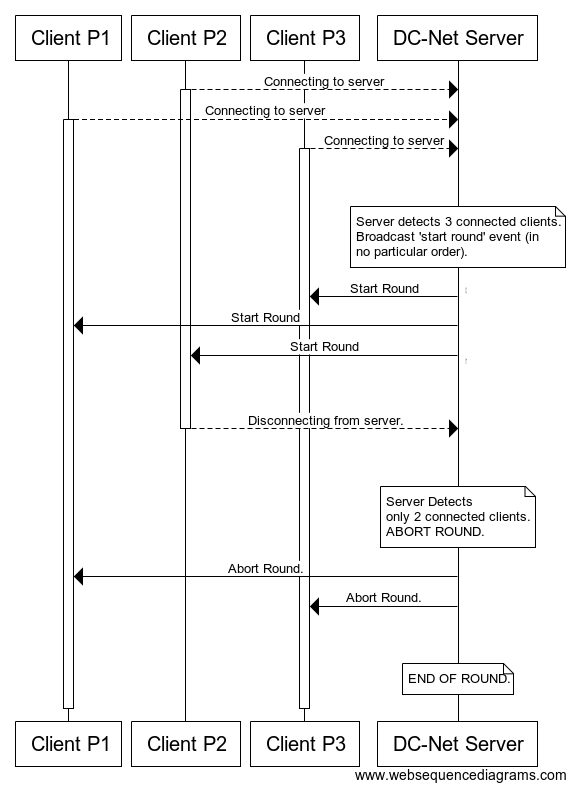 Client P1
Client P2
Client P3
DC-Net Server
Connecting to server
Connecting to server
Connecting to server
Server detects 3 connected clients.
Broadcast 'start round' event (in
no particular order).
Start Round
Start Round
Start Round
Disconnecting from server.
Server Detects
only 2 connected clients.
ABORT ROUND.
Abort Round.
Abort Round.
END OF ROUND.
Client P1
Client P2
Client P3
DC-Net Server
www.websequencediagrams.com